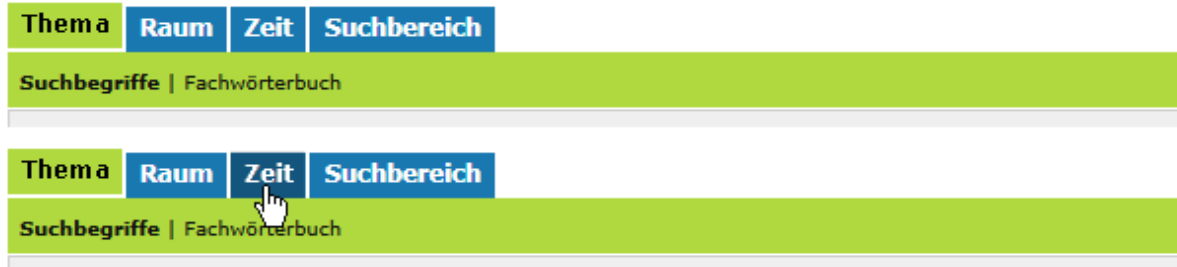 Thema Raum Zeit Suchbereich
Suchbegriffe | Fachwörterbuch
Thema Raum Zeit Suchbereich
Suchbegriffe | Fachwörterbuch